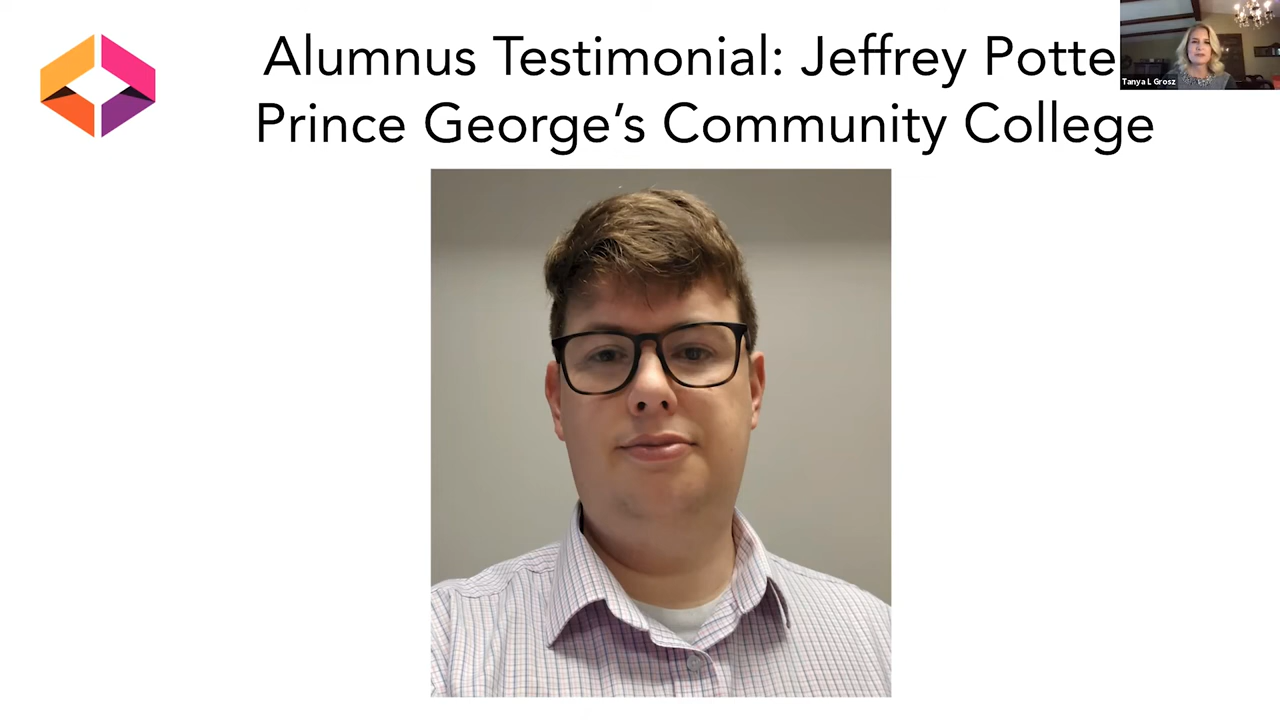 Alumnus Testimonial: Jeffrey Potte
Prince George’s Community College
Tanya L Grosz